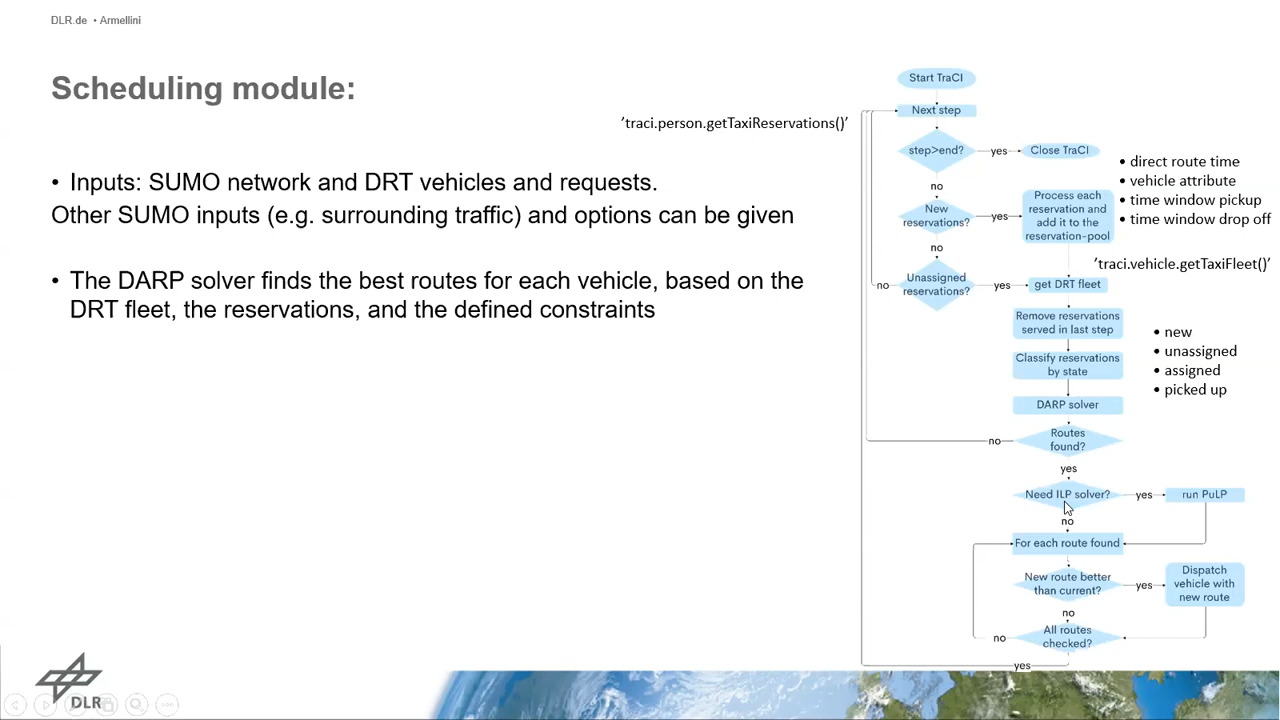 DLR.de • Armellini
Scheduling module:
• Inputs: SUMO network and DRT vehicles and requests.
Other SUMO inputs (e.g. surrounding traffic) and options can be given
• The DARP solver finds the best routes for each vehicle, based on the
DRT fleet, the reservations, and the defined constraints
'traci.person.getTaxiReservations()'
Start TraCI
Next step
step>end?
yes
Close TraCI
no
New
reservations?
yes
Process each
reservation and
add it to the
reservation-pool
• direct route time
• vehicle attribute
• time window pickup
• time window drop off
no
'traci.vehicle.getTaxiFleet()'
no
Unassigned
reservations?
yes
get DRT fleet
Remove reservations
served in last step
Classify reservations
by state
• new
• unassigned
• assigned
• picked up
DARP solver
Routes
found?
no
yes
Need ILP solver?
yes
run PuLP
no
For each route found
New route better
than current?
yes
Dispatch
vehicle with
new route
no
All routes
checked?
no
yes
DLR